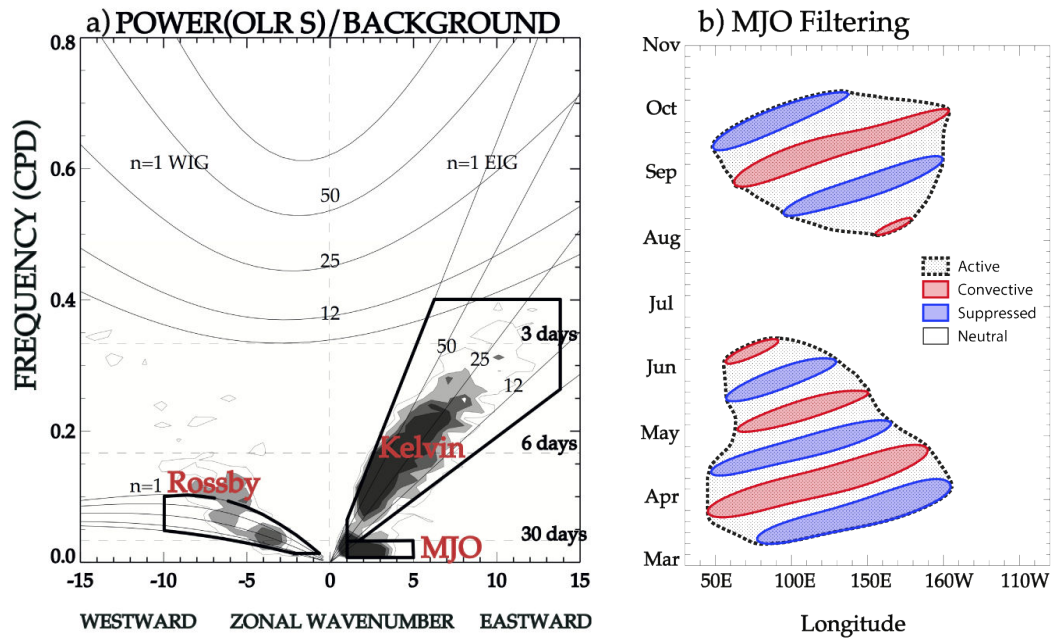 a) POWER(OLR S)/BACKGROUND
0.8
0.6
0.4
0.2
0.0
FREQUENCY (CPD)
n=1 WIG
n=1 EIG
50
25
12
3 days
50
25
12
Kelvin
6 days
n=1 Rossby
30 days
MJO
-15 -10 -5 0 5 10 15
WESTWARD ZONAL WAVENUMBER EASTWARD
b) MJO Filtering
Nov
Oct
Sep
Aug
Jul
Jun
May
Apr
Mar
Active
Convective
Suppressed
Neutral
50E 100E 150E 160W 110W
Longitude